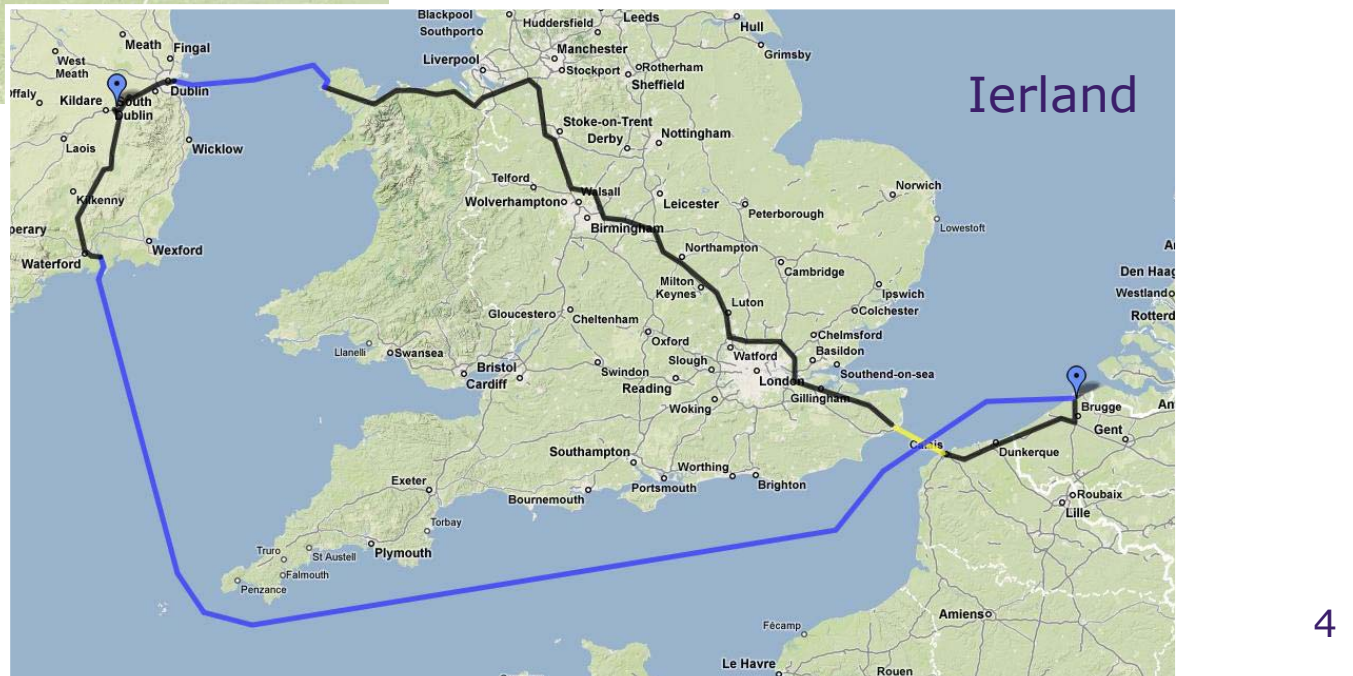 Ierland
Blackpool
Southport
Huddersfield
Leeds
Hull
Grimsby
Manchester
Liverpool
Stockport
Rotherham
Sheffield
Meath
Fingal
West
Meath
Offaly
Kildare
South
Dublin
Dublin
Laois
Wicklow
Kilkenny
perary
Wexford
Waterford
Stoke-on-Trent
Derby
Nottingham
Telford
Wolverhampton
Walsall
Leicester
Birmingham
Peterborough
Norwich
Lowestoft
Northampton
Cambridge
Milton
Keynes
Ipswich
Colchester
Luton
Gloucester
Cheltenham
Oxford
Chelmsford
Watford
Basildon
Llanelli
Swansea
Bristol
Cardiff
Swindon
Slough
Reading
London
Southend-on-sea
Gillingham
Woking
Southampton
Portsmouth
Worthing
Brighton
Bournemouth
Exeter
Torbay
Plymouth
Truro
St Austell
Falmouth
Penzance
Den Haag
Westland
Rotterd
Brugge
Gent
An
Calais
Dunkerque
Roubaix
Lille
Amiens
Fécamp
Le Havre
Rouen
4